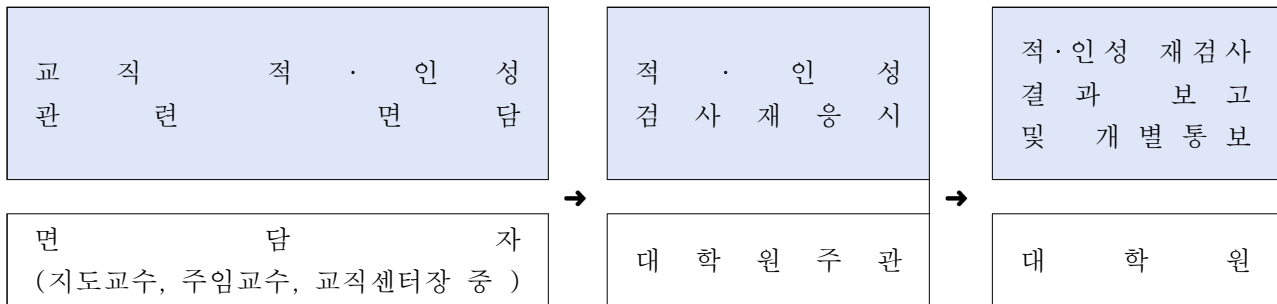 교직 적·인성
관련 면담
적·인성
검사재응시
적·인성 재검사
결과 보고
및 개별통보
➜
➜
면담자
(지도교수, 주임교수, 교직센터장 중 )
대학원주관
대학원